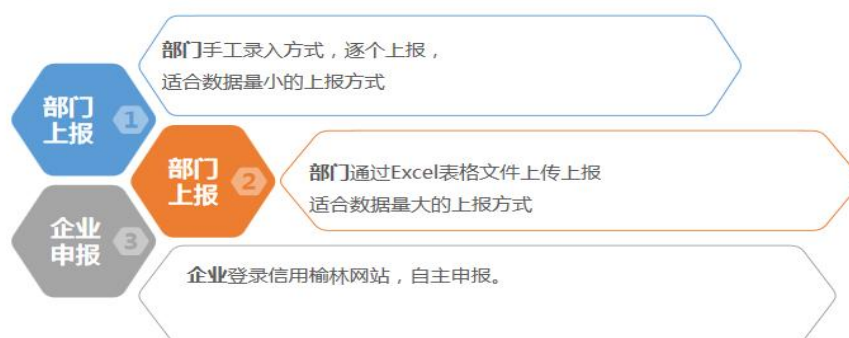 部门
上报
1
部门手工录入方式，逐个上报，
适合数据量小的上报方式
部门
上报
2
部门通过Excel表格文件上传上报
适合数据量大的上报方式
企业
申报
3
企业登录信用榆林网站，自主申报。